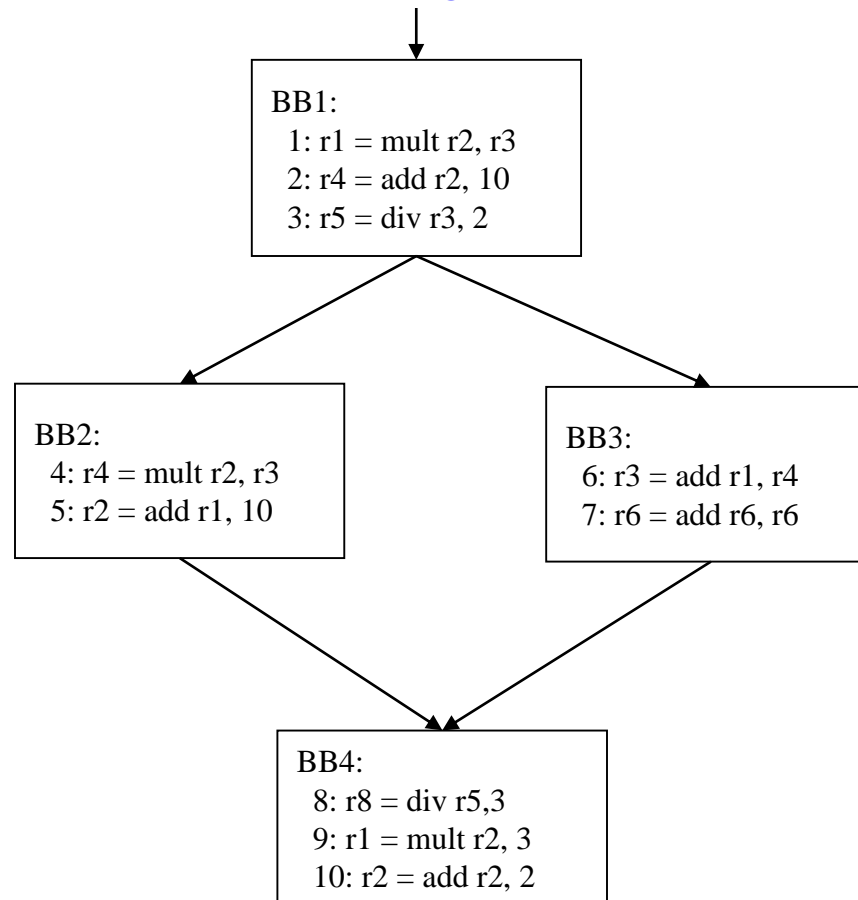 BB1:
1: r1 = mult r2, r3
2: r4 = add r2, 10
3: r5 = div r3, 2
BB2:
4: r4 = mult r2, r3
5: r2 = add r1, 10
BB3:
6: r3 = add r1, r4
7: r6 = add r6, r6
BB4:
8: r8 = div r5,3
9: r1 = mult r2, 3
10: r2 = add r2, 2